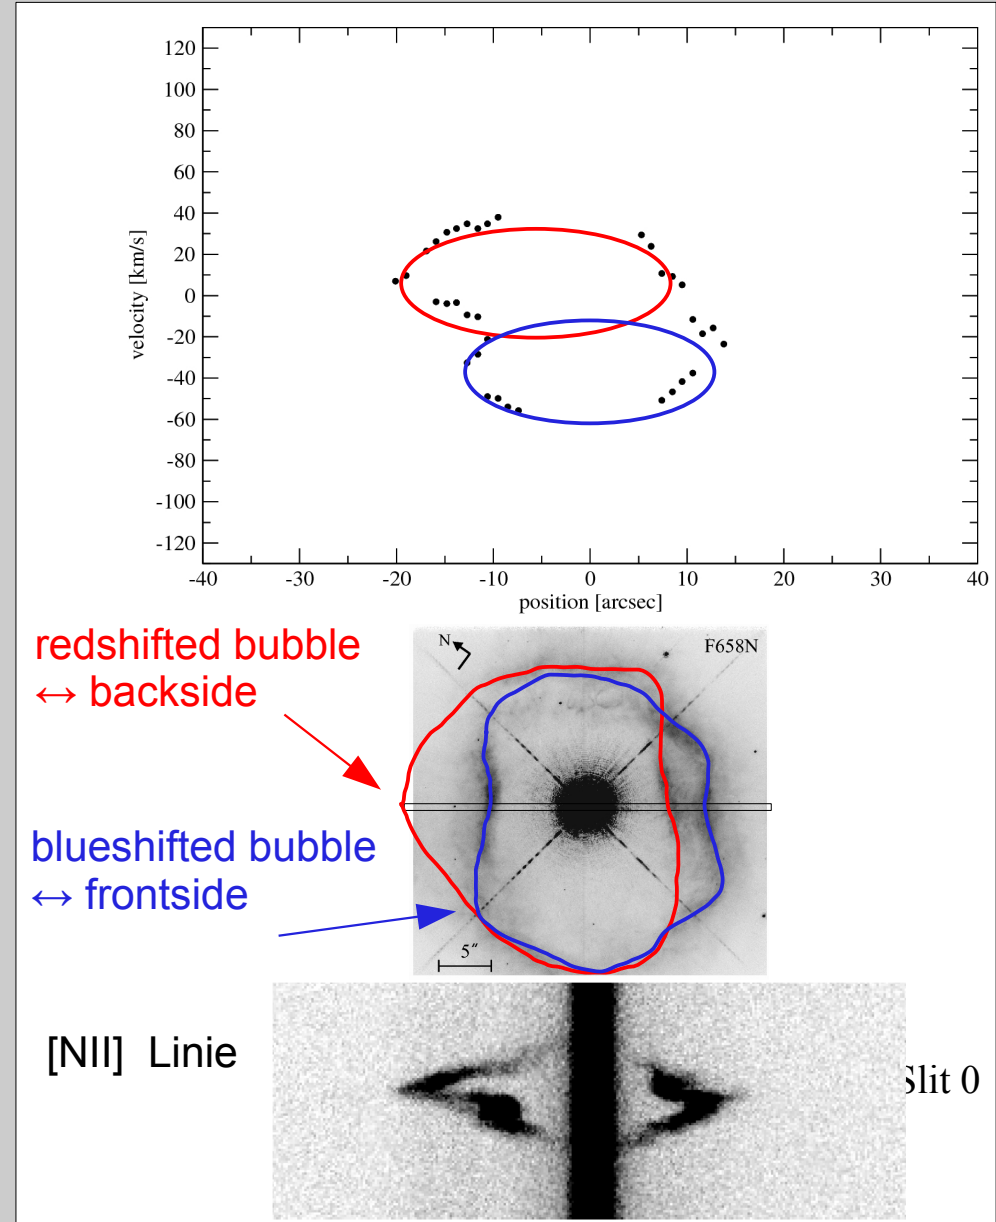 120
100
80
60
40
20
0
-20
-40
-60
-80
-100
-120
velocity [km/s]
-40 -30 -20 -10 0 10 20 30 40
position [arcsec]
redshifted bubble
↔ backside
N
F658N
blueshifted bubble
↔ frontside
5"
[NII] Linie
Slit 0